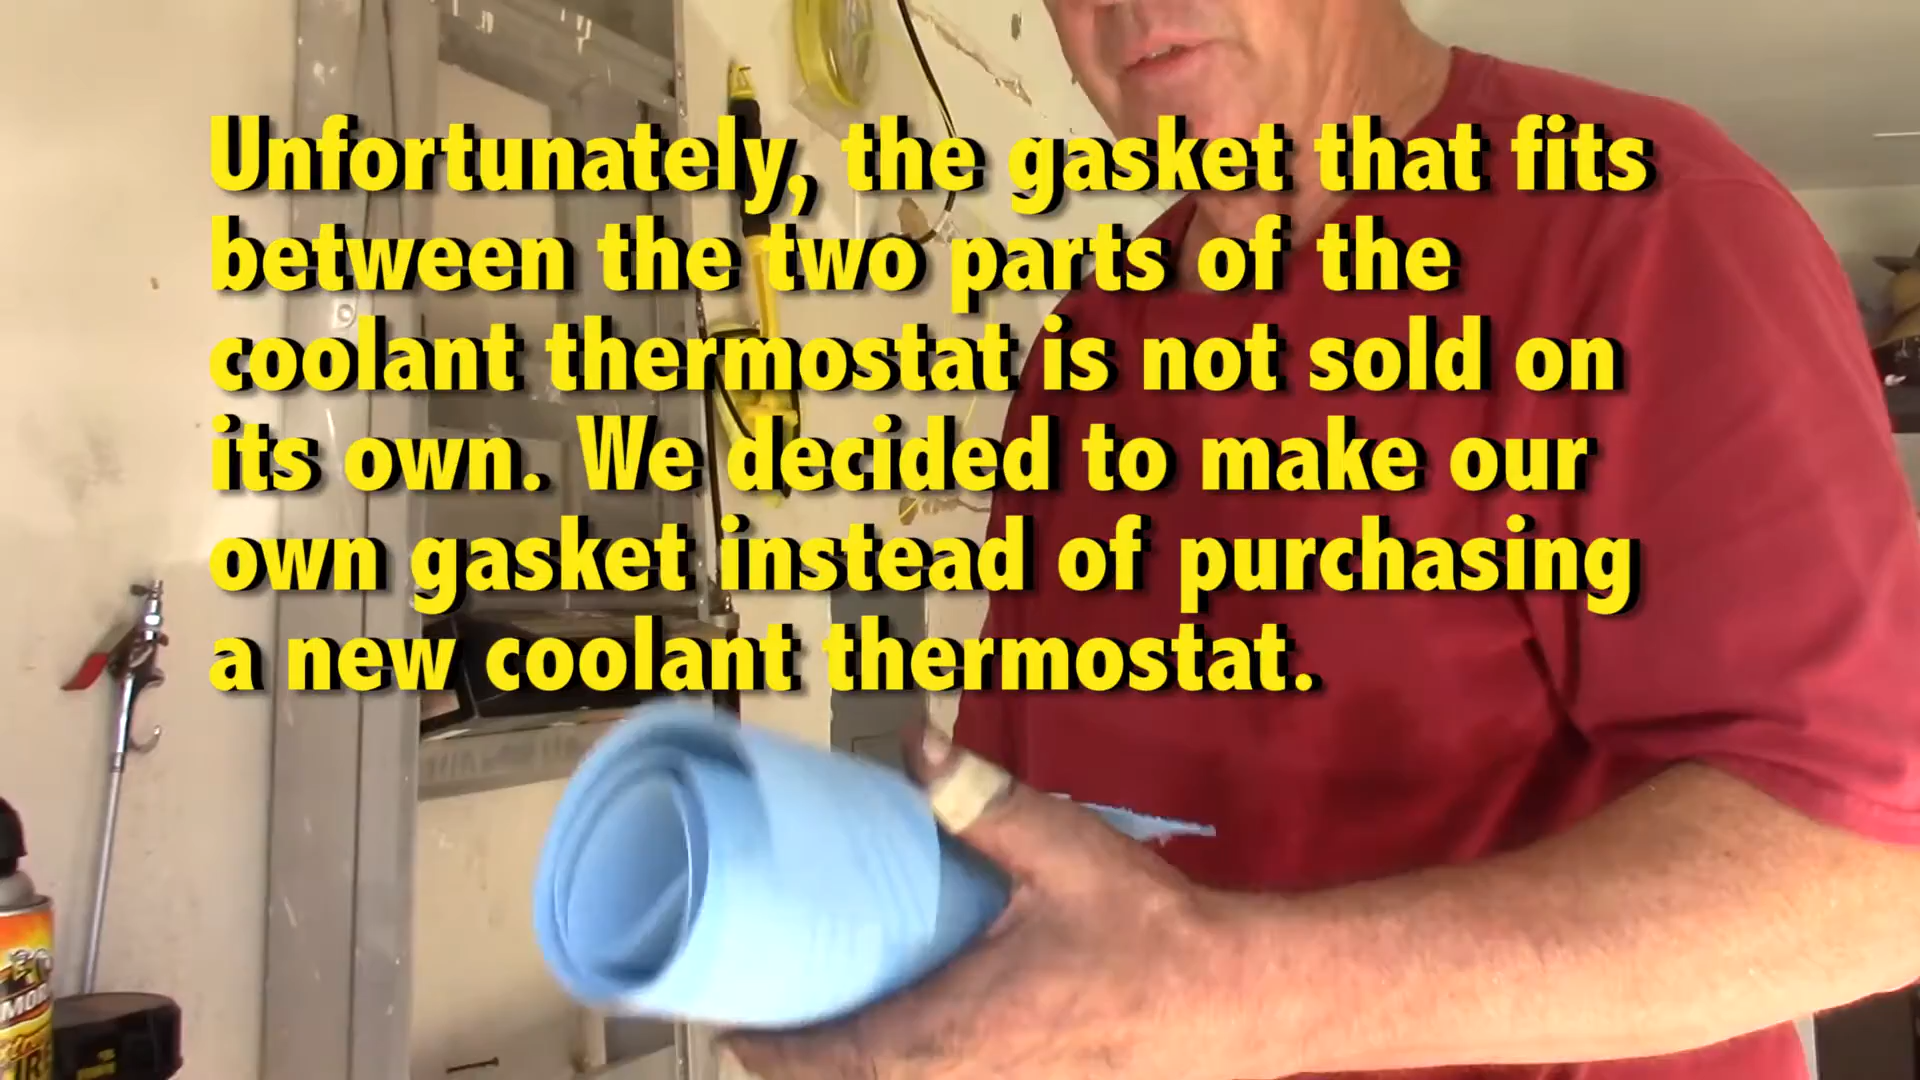 Unfortunately, the gasket that fits
between the two parts of the
coolant thermostat is not sold on
its own. We decided to make our
own gasket instead of purchasing
a new coolant thermostat.